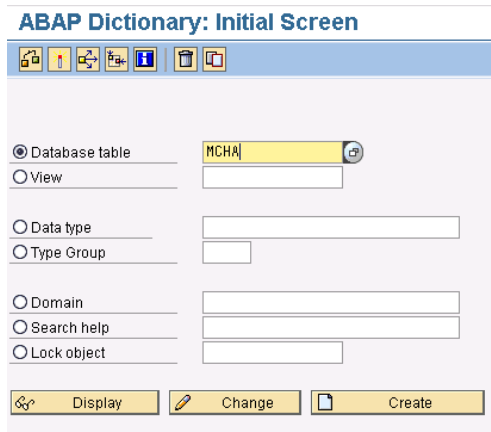 ABAP Dictionary: Initial Screen
Database table MCHA
View
Data type
Type Group
Domain
Search help
Lock object
Display Change Create